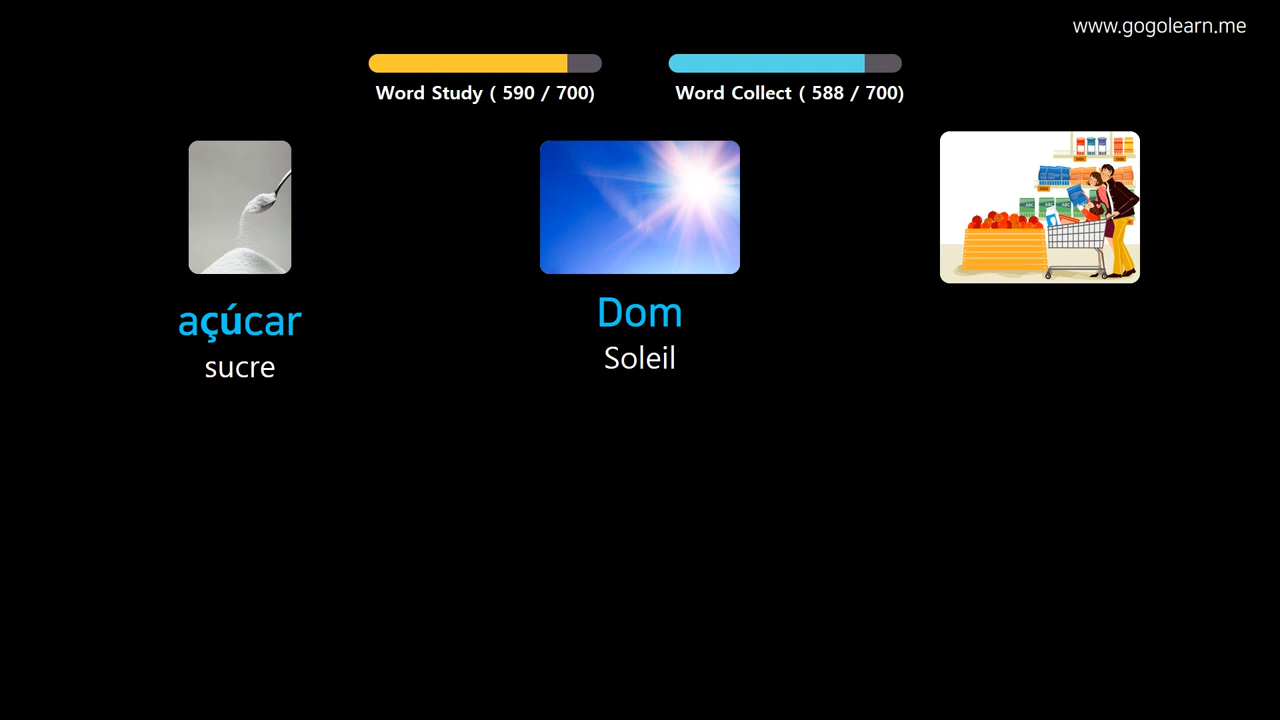 www.gogolearn.me
Word Study ( 590 / 700)
Word Collect ( 588 / 700)
açúcar
sucre
Dom
Soleil